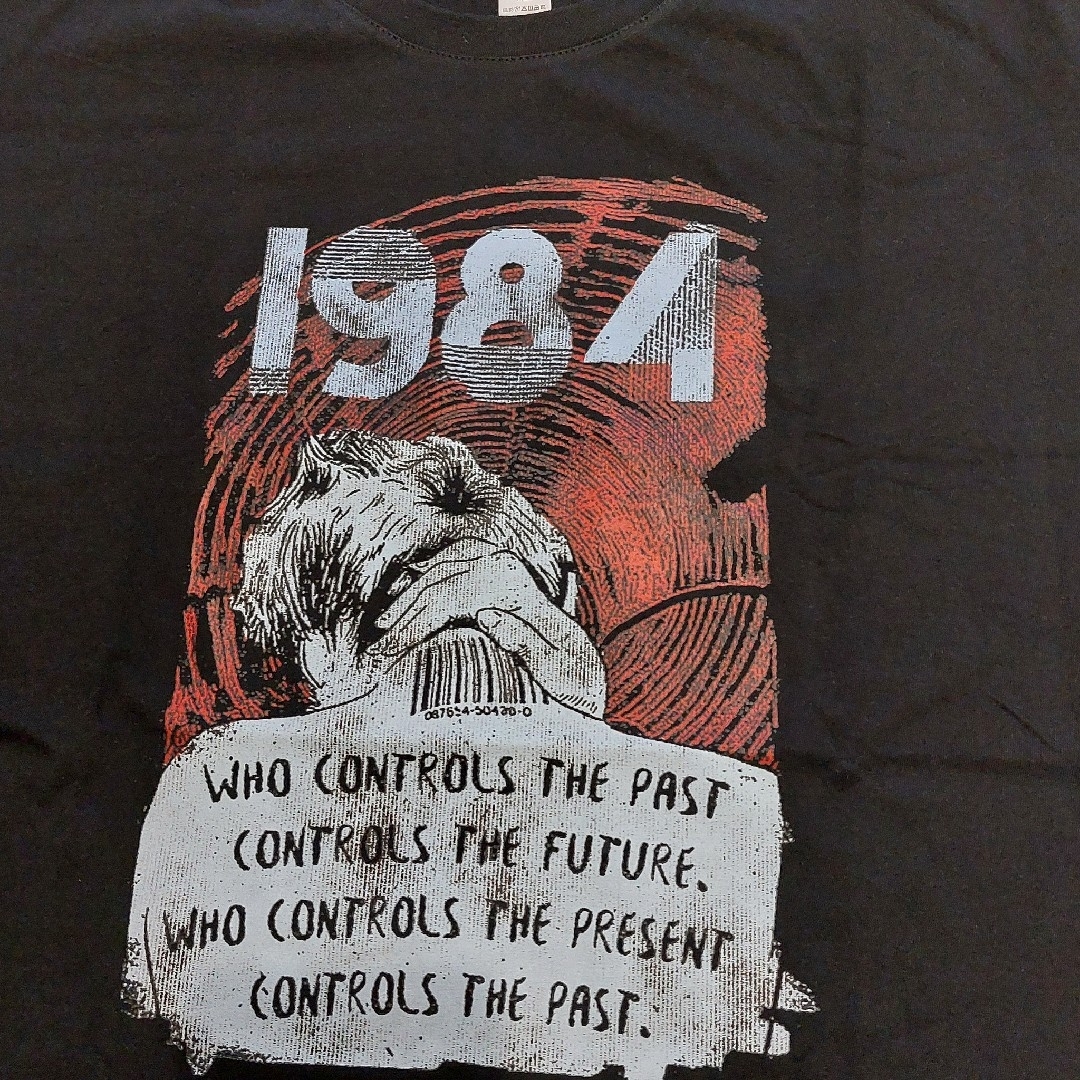 1984
WHO CONTROLS THE PAST
CONTROLS THE FUTURE.
WHO CONTROLS THE PRESENT
CONTROLS THE PAST.